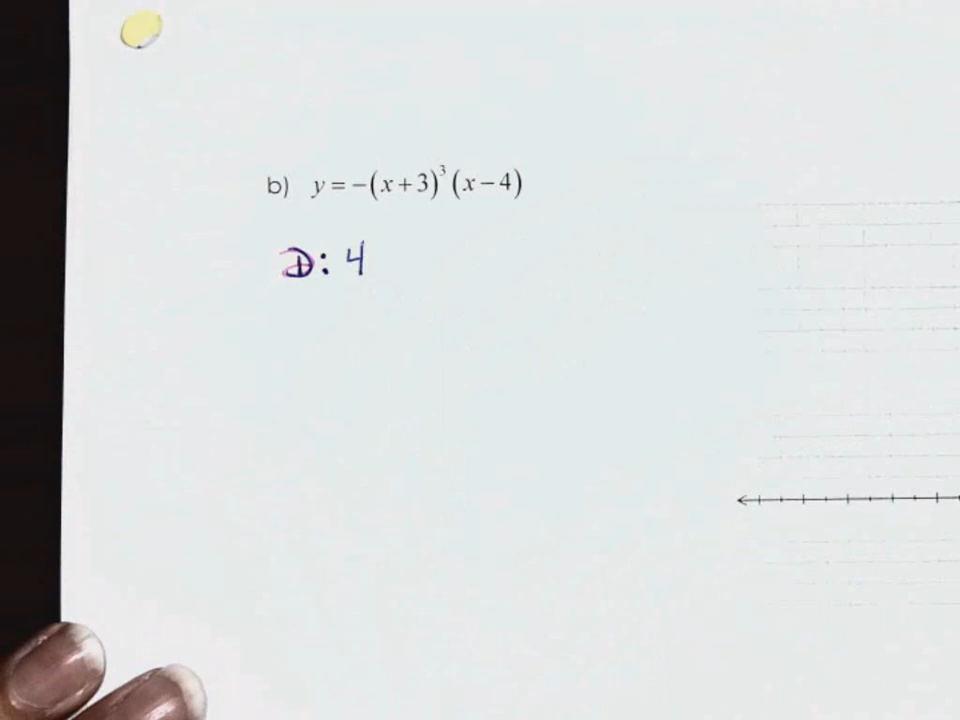 b) y = -(x+3)³(x-4)
D: 4